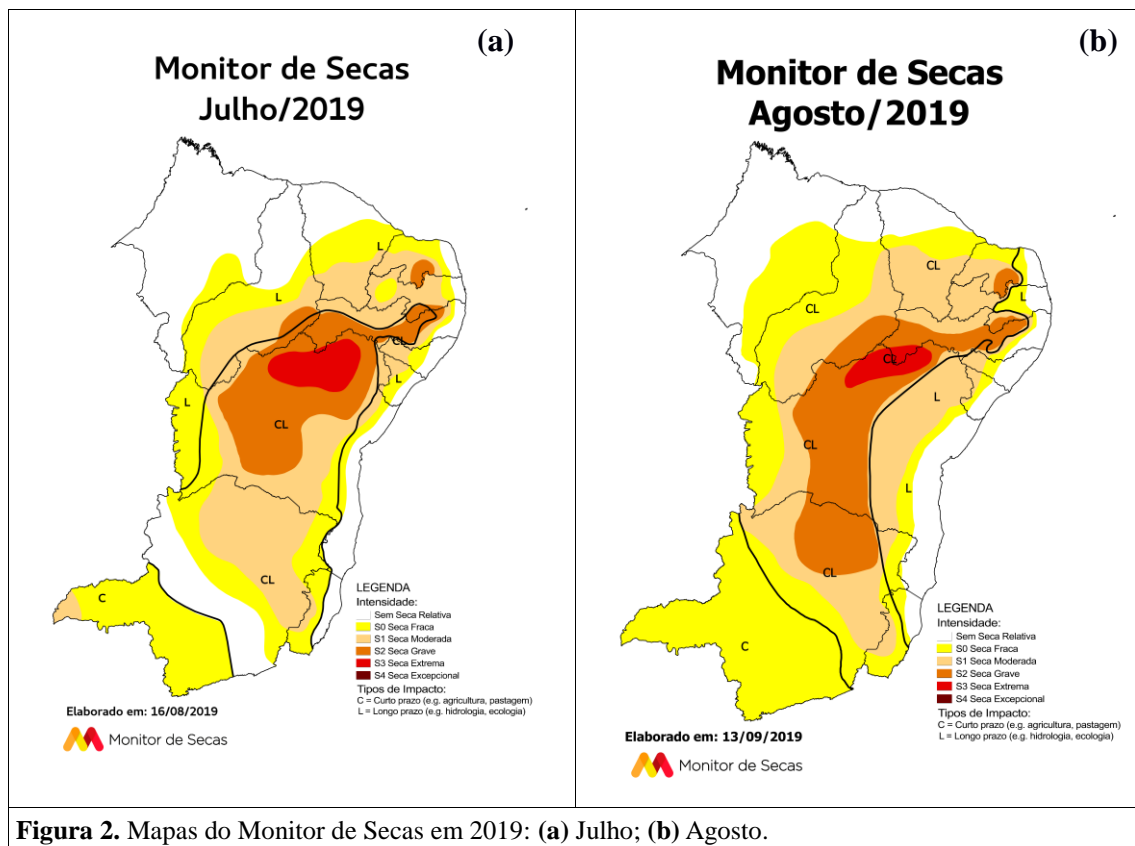 (a)
Monitor de Secas
Julho/2019
L
L
CL
L
L
CL
CL
C
LEGENDA
Intensidade:
Sem Seca Relativa
S0 Seca Fraca
S1 Seca Moderada
S2 Seca Grave
S3 Seca Extrema
S4 Seca Excepcional
Tipos de Impacto:
C = Curto prazo (e.g. agricultura, pastagem)
L = Longo prazo (e.g. hidrologia, ecologia)
Elaborado em: 16/08/2019
Monitor de Secas
(b)
Monitor de Secas
Agosto/2019
CL
L
CL
CL
L
CL
L
CL
C
LEGENDA
Intensidade:
Sem Seca Relativa
S0 Seca Fraca
S1 Seca Moderada
S2 Seca Grave
S3 Seca Extrema
S4 Seca Excepcional
Tipos de Impacto:
C = Curto prazo (e.g. agricultura, pastagem)
L = Longo prazo (e.g. hidrologia, ecologia)
Elaborado em: 13/09/2019
Monitor de Secas
Figura 2. Mapas do Monitor de Secas em 2019: (a) Julho; (b) Agosto.